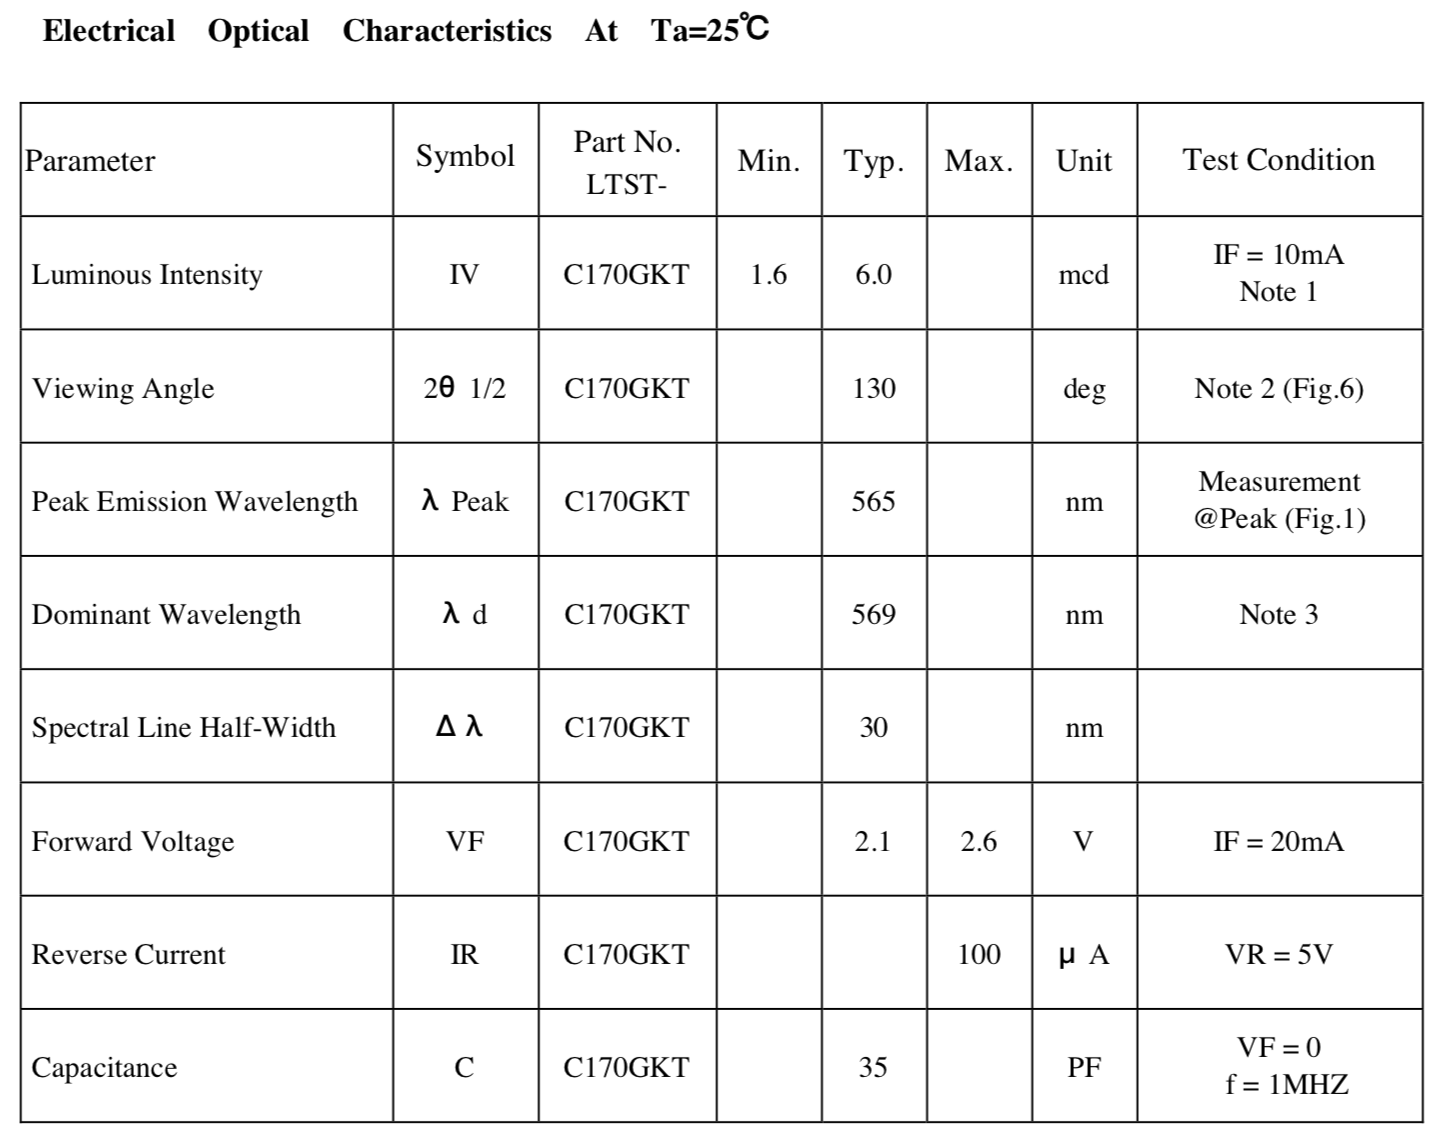 Electrical Optical Characteristics At Ta=25℃
Parameter Symbol Part No. LTST- Min. Typ. Max. Unit Test Condition
Luminous Intensity IV C170GKT 1.6 6.0 mcd IF = 10mA Note 1
Viewing Angle 2θ 1/2 C170GKT 130 deg Note 2 (Fig.6)
Peak Emission Wavelength λ Peak C170GKT 565 nm Measurement @Peak (Fig.1)
Dominant Wavelength λ d C170GKT 569 nm Note 3
Spectral Line Half-Width Δ λ C170GKT 30 nm
Forward Voltage VF C170GKT 2.1 2.6 V IF = 20mA
Reverse Current IR C170GKT 100 μ A VR = 5V
Capacitance C C170GKT 35 PF VF = 0 f = 1MHZ